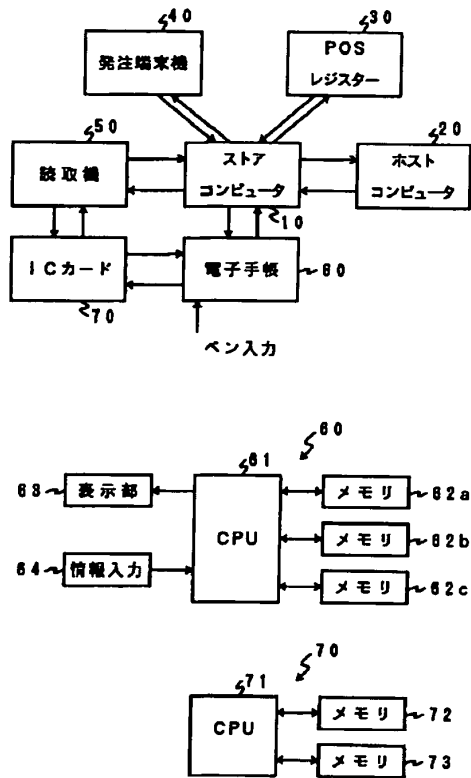 40
発注端末機
30
POS
レジスター
50
読取機
ストア
コンピュータ
10
20
ホスト
コンピュータ
ICカード
70
電子手帳
60
ペン入力
60
61
CPU
63
表示部
64
情報入力
メモリ
62a
メモリ
62b
メモリ
62c
70
71
CPU
メモリ
72
メモリ
73